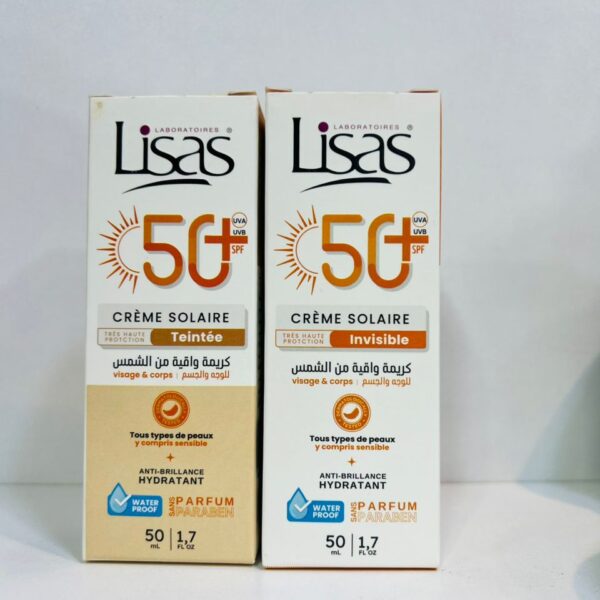 LABORATOIRES
Lisas ®
50+
UVA
UVB
SPF
CRÈME SOLAIRE
TRÈS HAUTE
PROTCTION
Teintée
كريمة واقية من الشمس
visage & corps | للوجه والجسم
Tous types de peaux
y compris sensible
ANTI-BRILLANCE
HYDRATANT
WATER
PROOF
SANS
PARFUM
PARABEN
50 mL | 1,7 FL OZ
LABORATOIRES
Lisas ®
50+
UVA
UVB
SPF
CRÈME SOLAIRE
TRÈS HAUTE
PROTCTION
Invisible
كريمة واقية من الشمس
visage & corps | للوجه والجسم
Tous types de peaux
y compris sensible
ANTI-BRILLANCE
HYDRATANT
WATER
PROOF
SANS
PARFUM
PARABEN
50 mL | 1,7 FL OZ